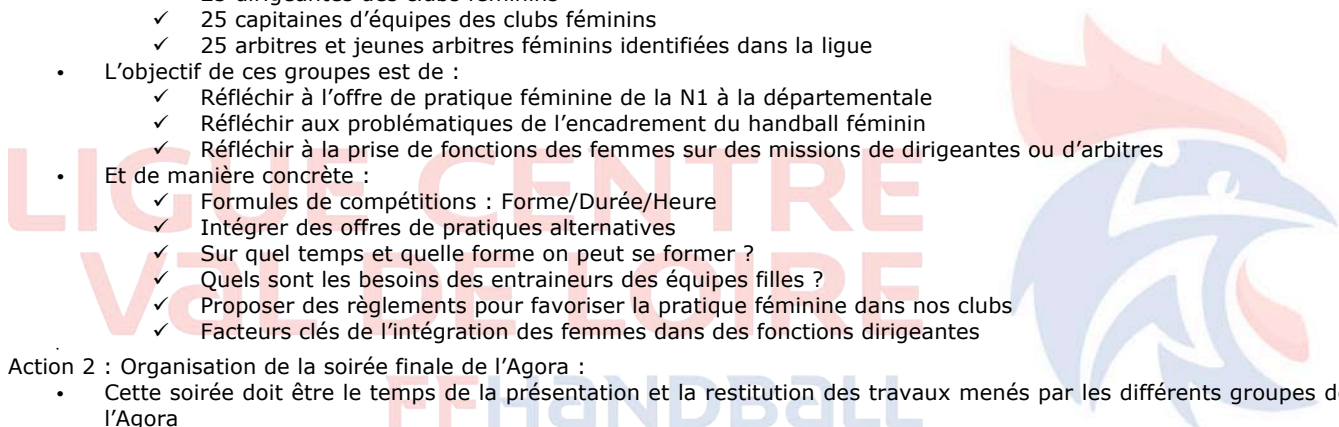 ✓ 25 capitaines d’équipes des clubs féminins
✓ 25 arbitres et jeunes arbitres féminins identifiées dans la ligue
• L’objectif de ces groupes est de :
✓ Réfléchir à l’offre de pratique féminine de la N1 à la départementale
✓ Réfléchir aux problématiques de l’encadrement du handball féminin
✓ Réfléchir à la prise de fonctions des femmes sur des missions de dirigeantes ou d’arbitres
• Et de manière concrète :
✓ Formules de compétitions : Forme/Durée/Heure
✓ Intégrer des offres de pratiques alternatives
✓ Sur quel temps et quelle forme on peut se former ?
✓ Quels sont les besoins des entraineurs des équipes filles ?
✓ Proposer des règlements pour favoriser la pratique féminine dans nos clubs
✓ Facteurs clés de l’intégration des femmes dans des fonctions dirigeantes
Action 2 : Organisation de la soirée finale de l’Agora :
• Cette soirée doit être le temps de la présentation et la restitution des travaux menés par les différents groupes
l’Agora
LIGUE CENTRE
VaL DE LOIRE
FFHaNDBaLL